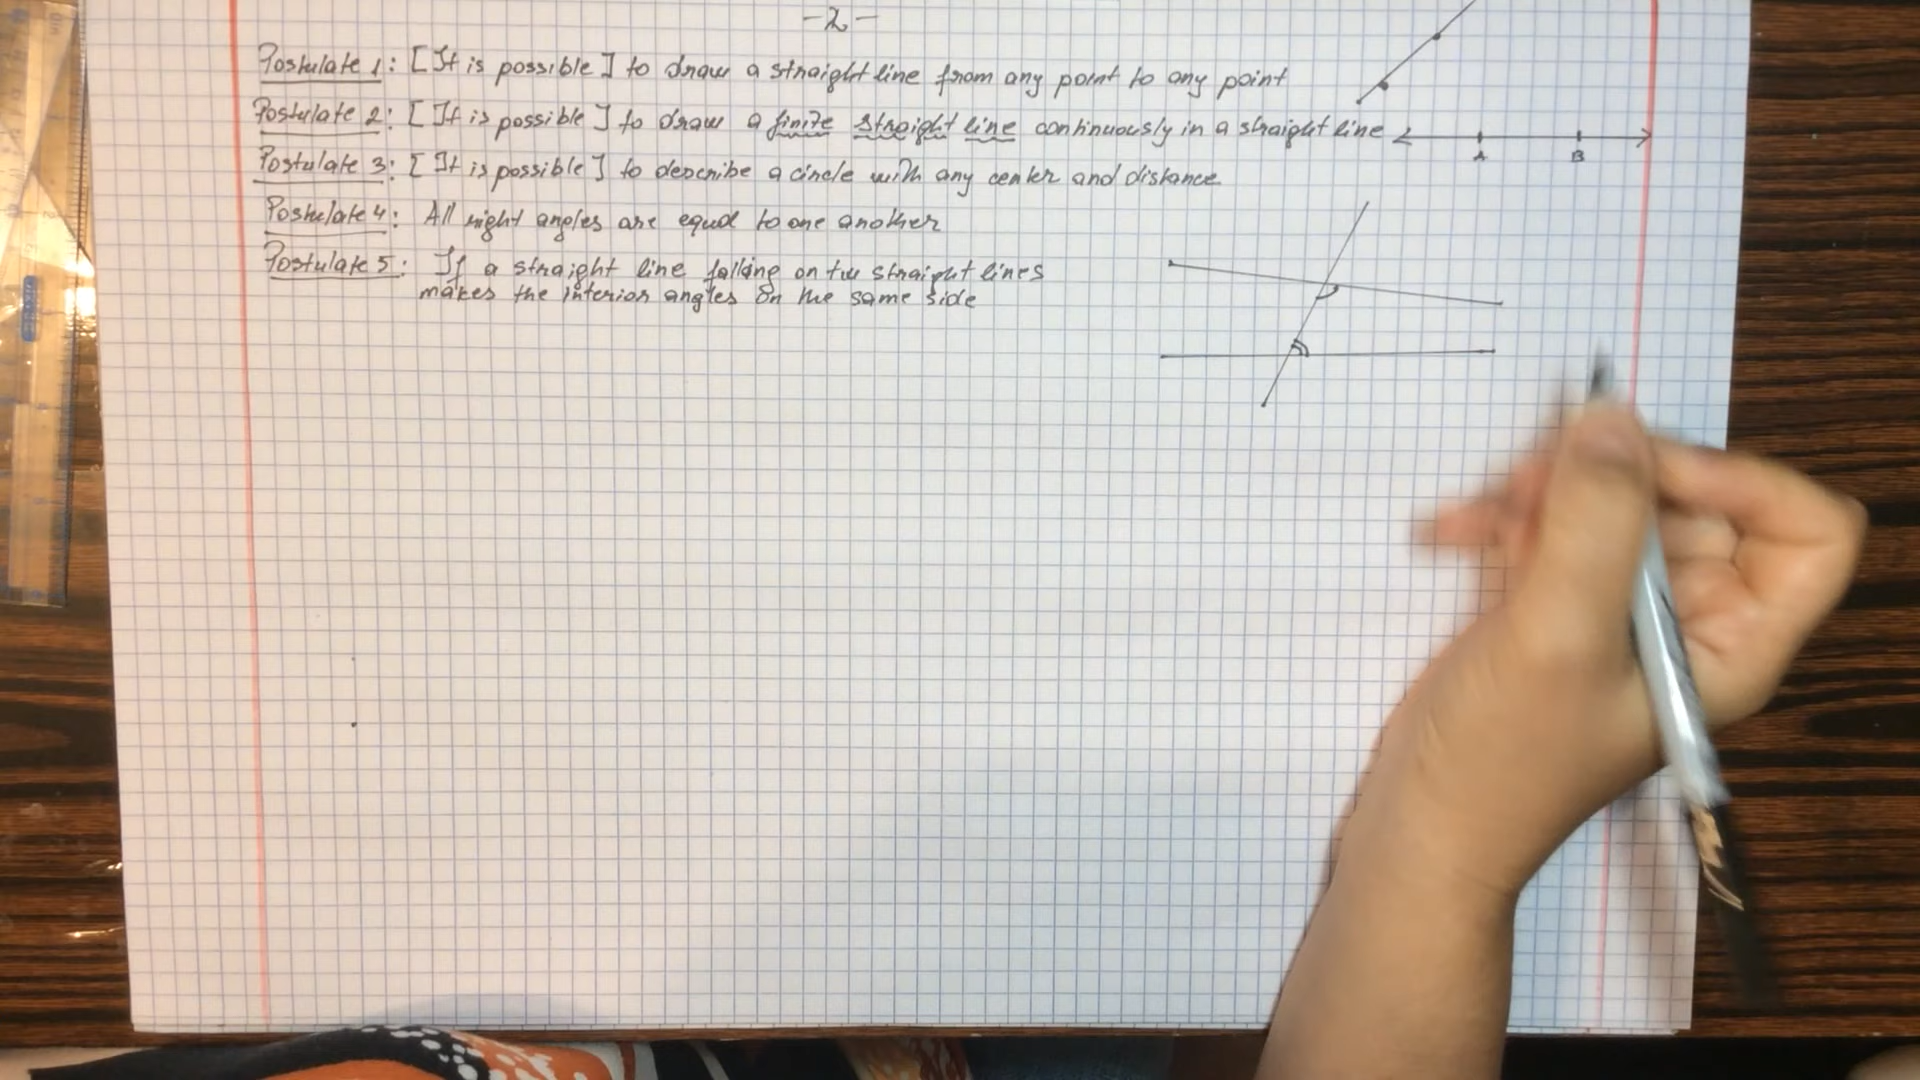 -2-
Postulate 1: [It is possible] to draw a straight line from any point to any point
Postulate 2: [It is possible] to draw a finite straight line continuously in a straight line
A B
Postulate 3: [It is possible] to describe a circle with any center and distance
Postulate 4: All right angles are equal to one another
Postulate 5: If a straight line falling on two straight lines
makes the interior angles on the same side